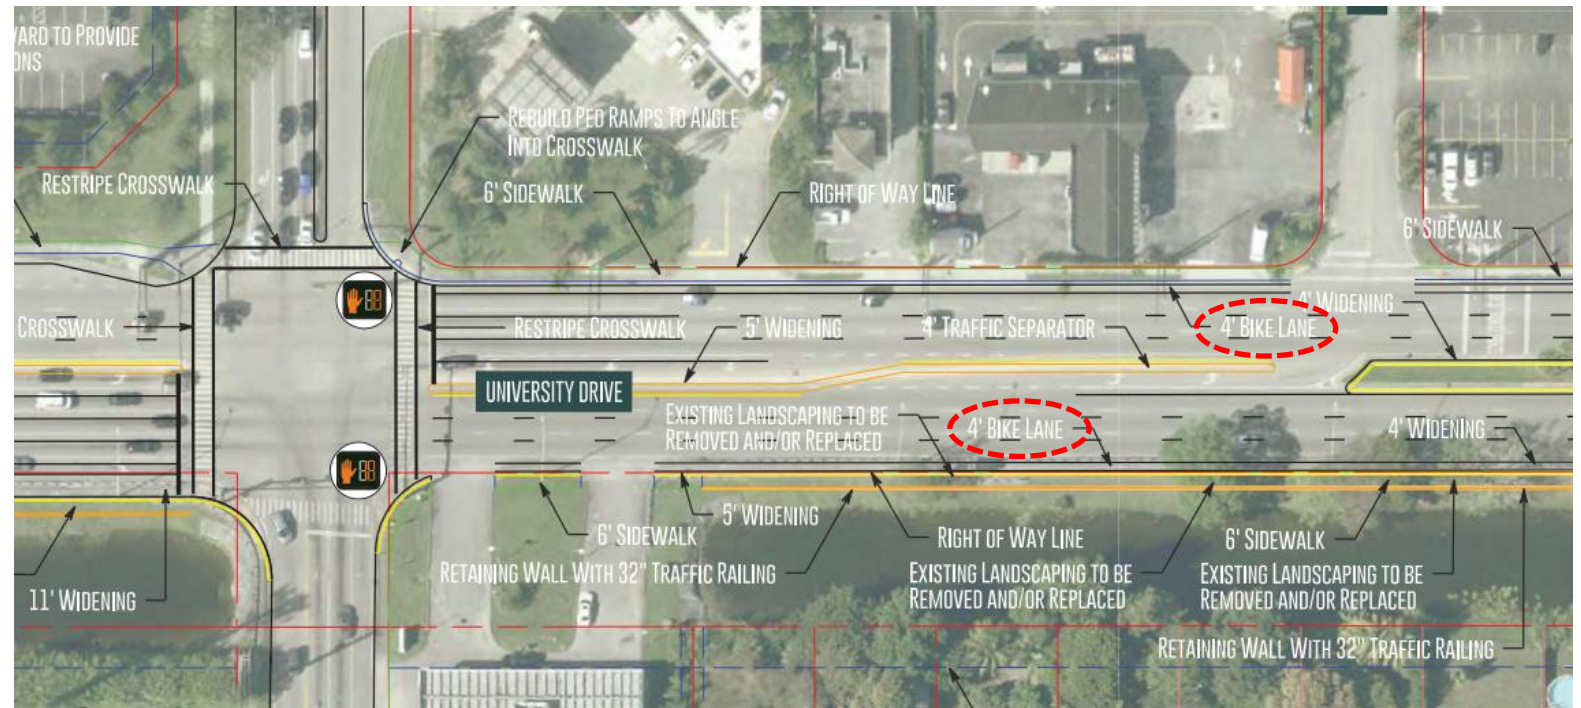 ARD TO PROVIDE
ONS
REBUILD PED RAMPS TO ANGLE
INTO CROSSWALK
RESTRIPE CROSSWALK
6' SIDEWALK
RIGHT OF WAY LINE
6' SIDEWALK
88
4' WIDENING
CROSSWALK
RESTRIPE CROSSWALK
5' WIDENING
4' TRAFFIC SEPARATOR
4' BIKE LANE
UNIVERSITY DRIVE
EXISTING LANDSCAPING TO BE
REMOVED AND/OR REPLACED
4' BIKE LANE
4' WIDENING
88
5' WIDENING
6' SIDEWALK
RIGHT OF WAY LINE
6' SIDEWALK
RETAINING WALL WITH 32" TRAFFIC RAILING
EXISTING LANDSCAPING TO BE
REMOVED AND/OR REPLACED
EXISTING LANDSCAPING TO BE
REMOVED AND/OR REPLACED
11' WIDENING
RETAINING WALL WITH 32" TRAFFIC RAILING